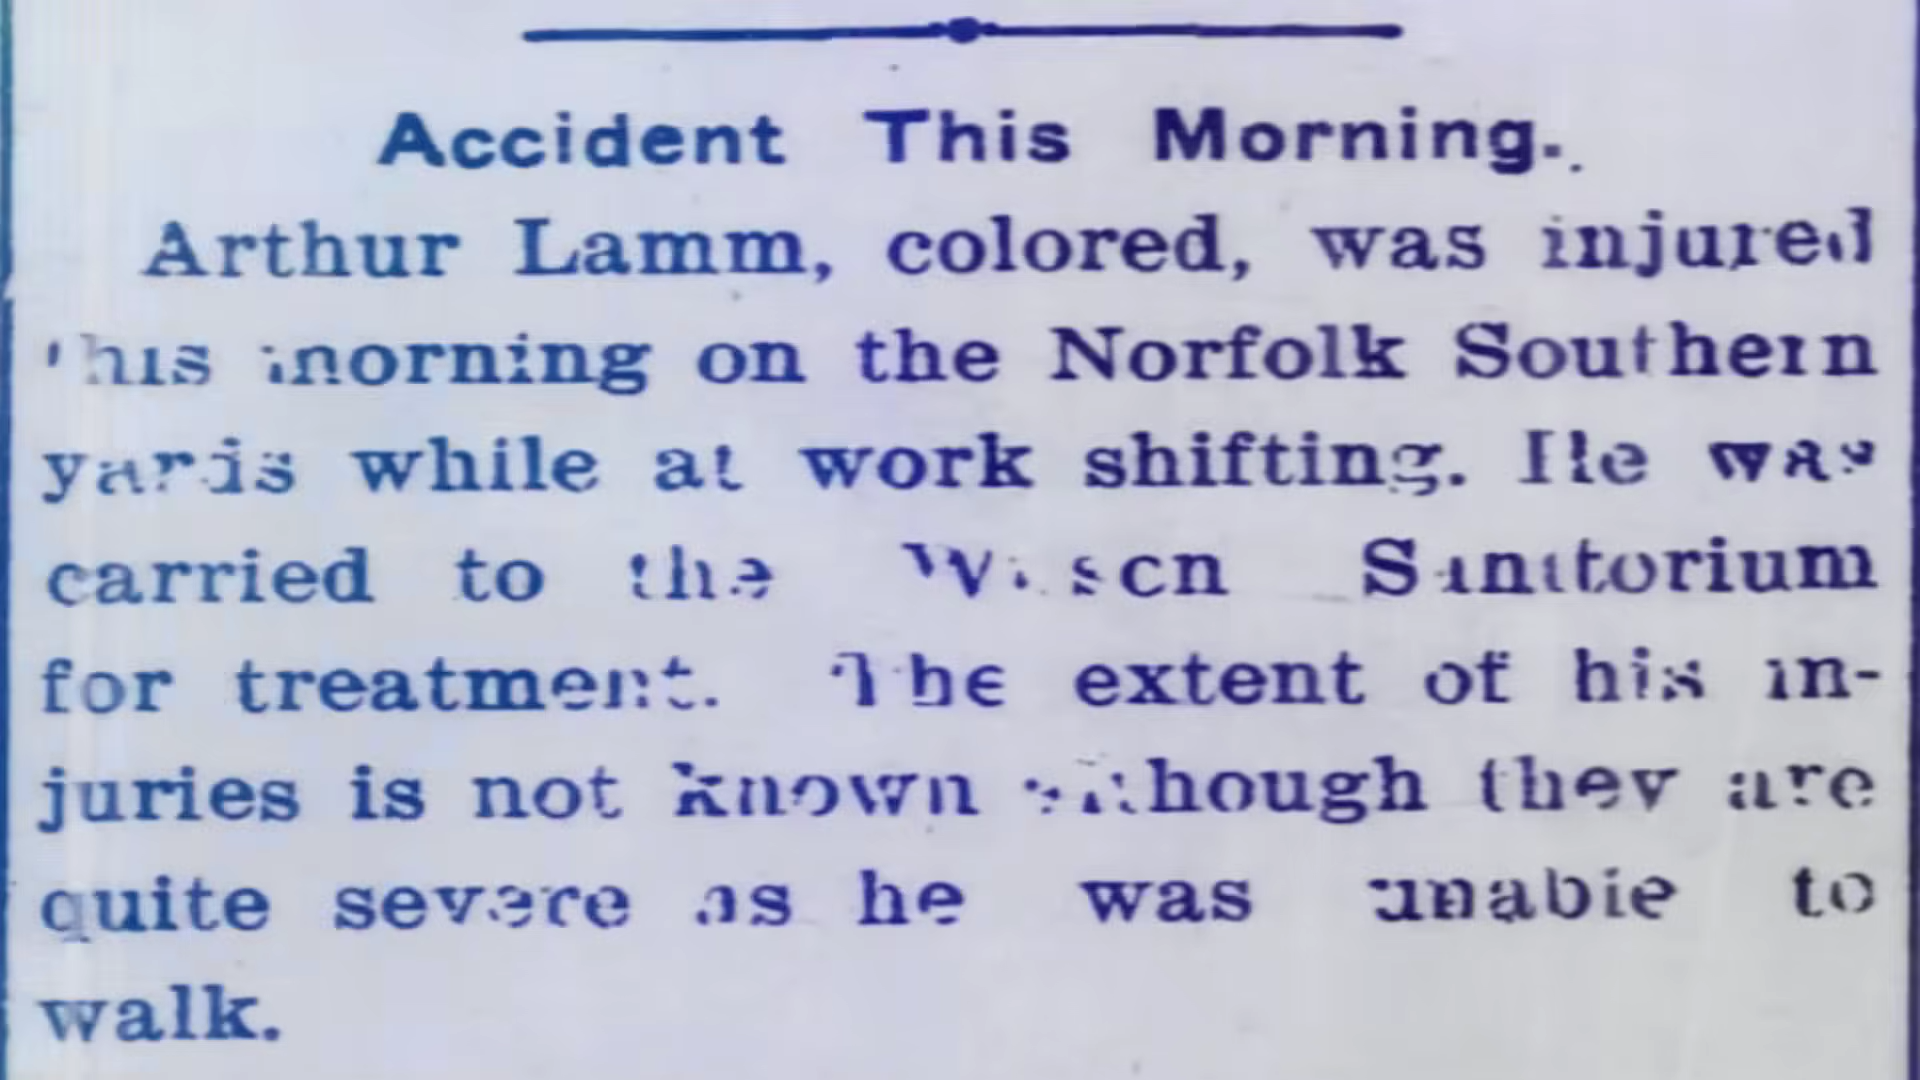 Accident This Morning.
Arthur Lamm, colored, was injured
this morning on the Norfolk Southern
yards while at work shifting. He was
carried to the Wilson Sanitorium
for treatment. The extent of his in-
juries is not known although they are
quite severe as he was unable to
walk.